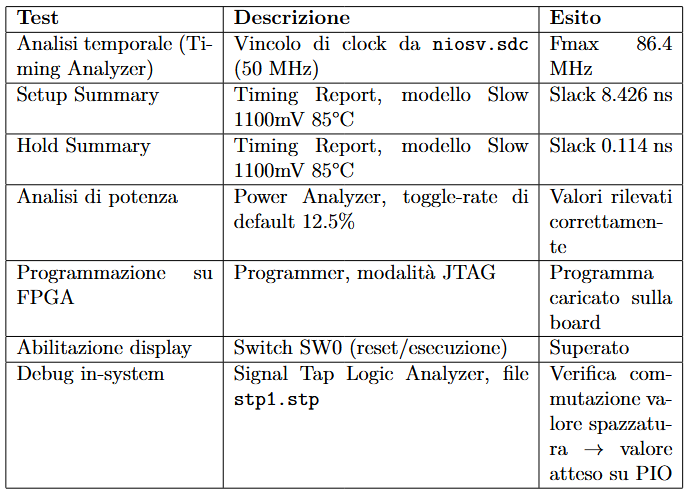 Test Descrizione Esito
Analisi temporale (Ti- Vincolo di clock da niosv.sdc Fmax 86.4
ming Analyzer) (50 MHz) MHz
Setup Summary Timing Report, modello Slow Slack 8.426 ns
1100mV 85°C
Hold Summary Timing Report, modello Slow Slack 0.114 ns
1100mV 85°C
Analisi di potenza Power Analyzer, toggle-rate di Valori rilevati
default 12.5% correttamen-
te
Programmazione su Programmer, modalità JTAG Programma
FPGA caricato sulla
board
Abilitazione display Switch SW0 (reset/esecuzione) Superato
Debug in-system Signal Tap Logic Analyzer, file Verifica com-
stp1.stp mutazione va-
lore spazzatu-
ra → valore
atteso su PIO